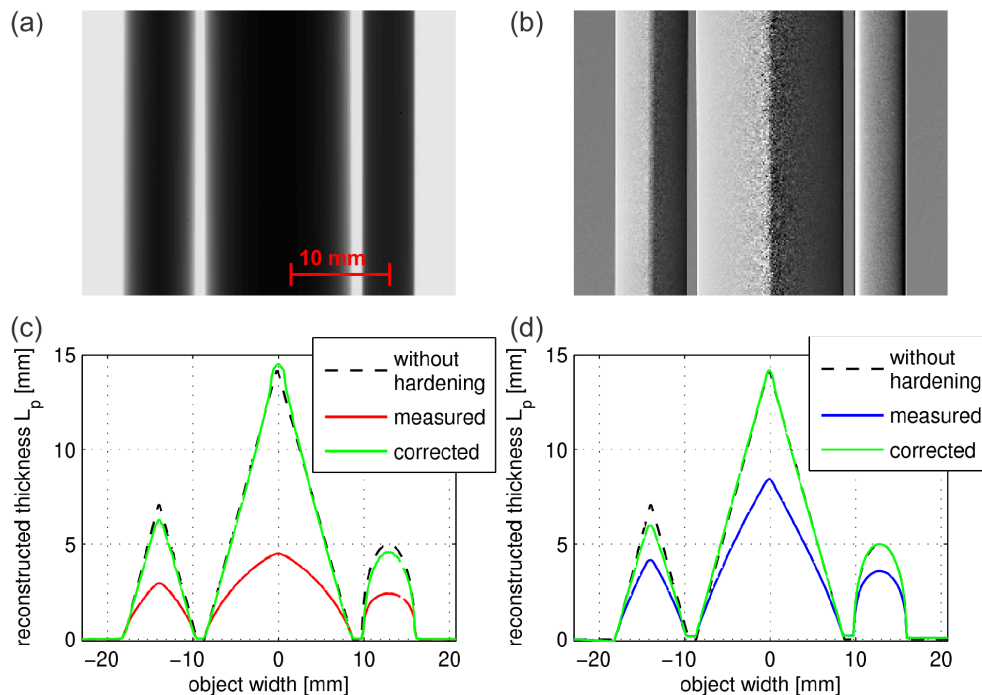 (a)
(b)
10 mm
(c)
15
10
5
0
−20
−10
0
10
20
reconstructed thickness Lp [mm]
object width [mm]
without
hardening
measured
corrected
(d)
15
10
5
0
−20
−10
0
10
20
reconstructed thickness Lp [mm]
object width [mm]
without
hardening
measured
corrected